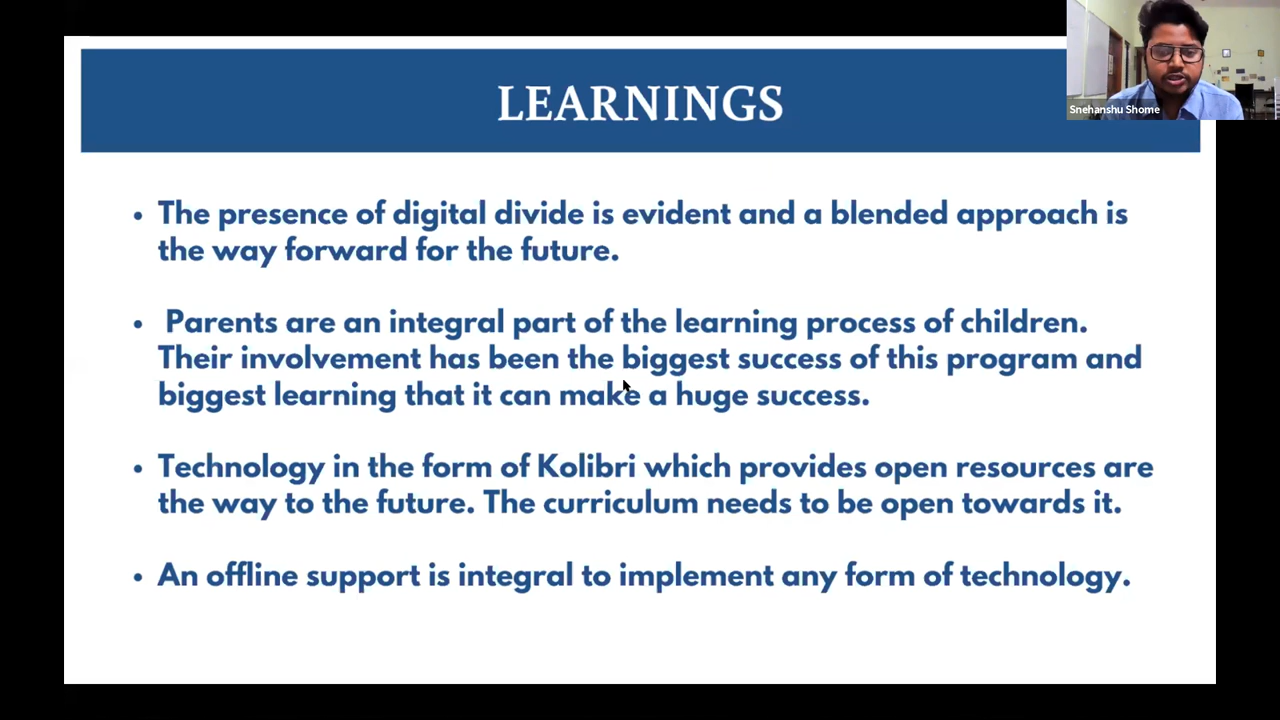 LEARNINGS
Snehanshu Shome
• The presence of digital divide is evident and a blended approach is
the way forward for the future.
• Parents are an integral part of the learning process of children.
Their involvement has been the biggest success of this program and
biggest learning that it can make a huge success.
• Technology in the form of Kolibri which provides open resources are
the way to the future. The curriculum needs to be open towards it.
• An offline support is integral to implement any form of technology.